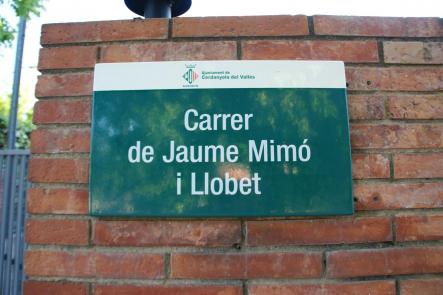 Ajuntament de
Cerdanyola del Vallès
Carrer
de Jaume Mimó
i Llobet